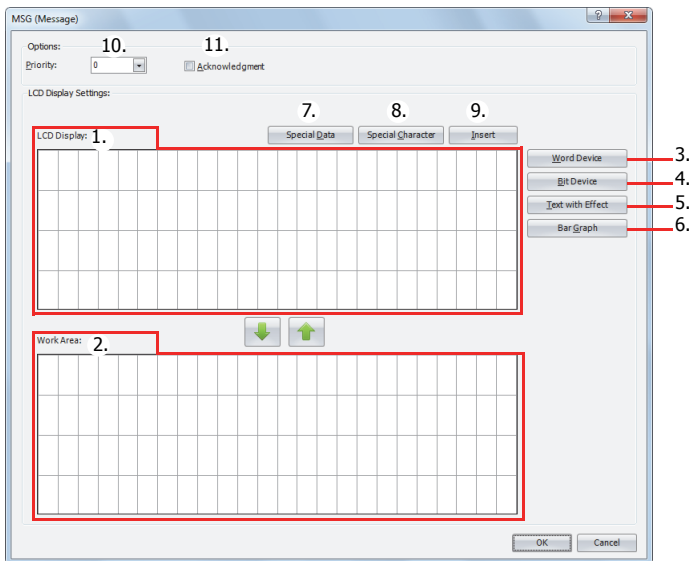 MSG (Message)
Options:
10.
11.
Priority:
0
Acknowledgment
LCD Display Settings:
7.
8.
9.
LCD Display:
1.
Special Data
Special Character
Insert
Word Device
3.
Bit Device
4.
Text with Effect
5.
Bar Graph
6.
Work Area:
2.
OK
Cancel